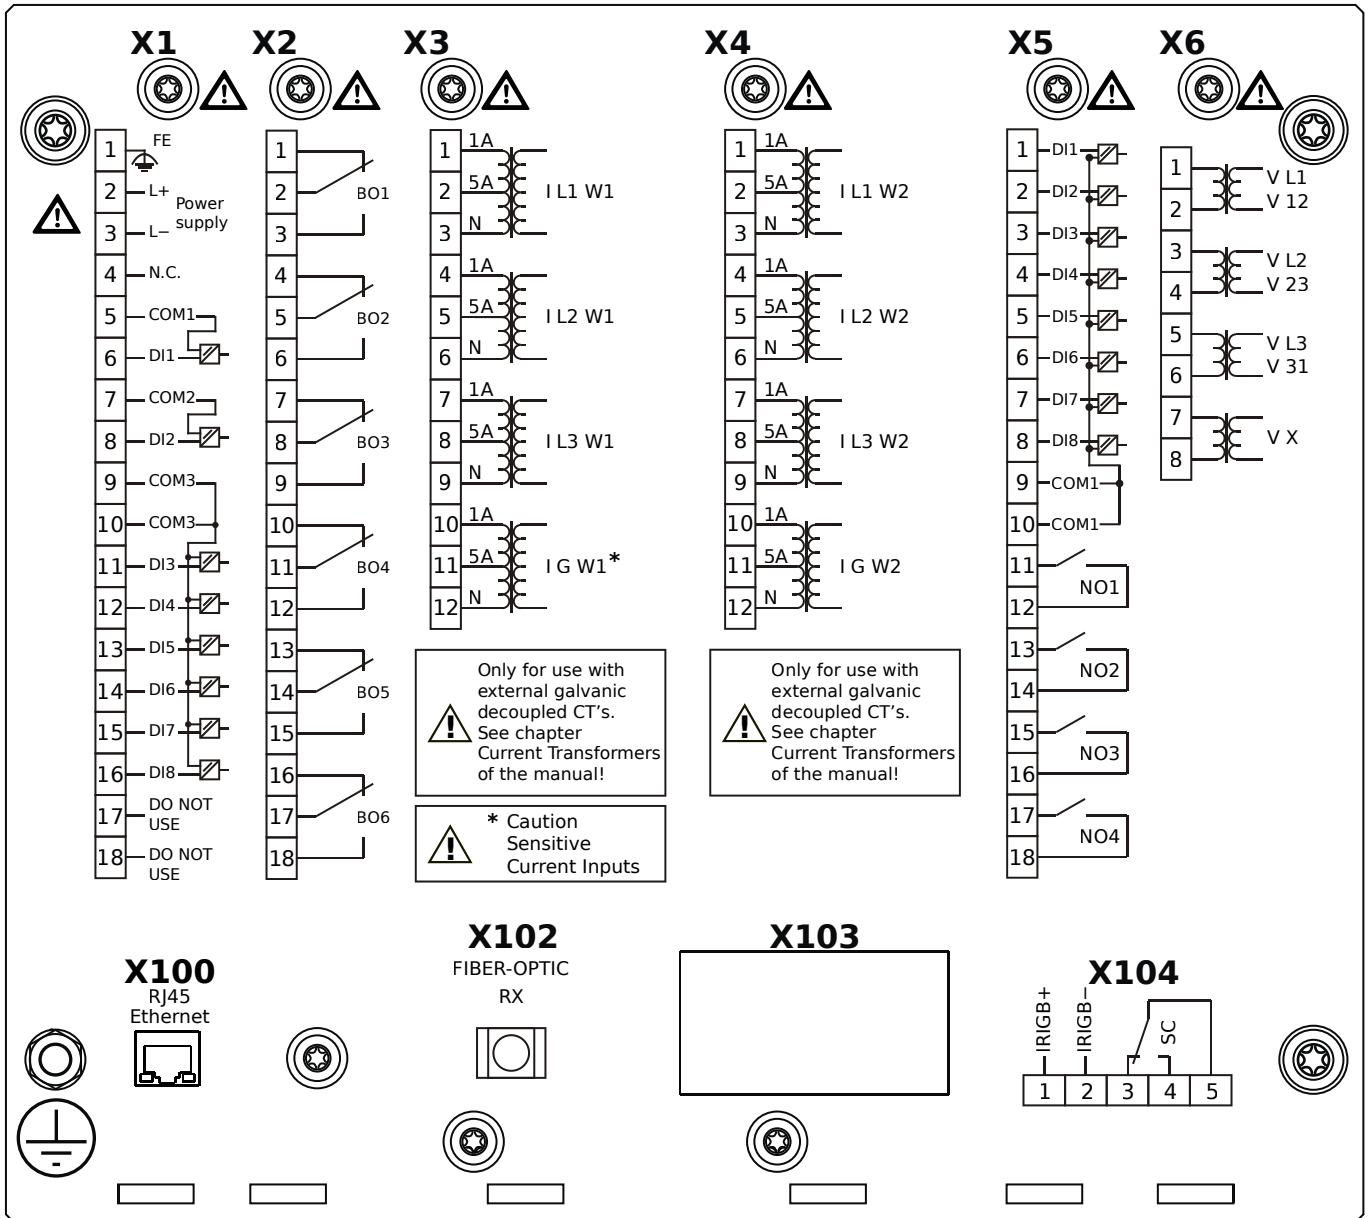 X1
X2
X3
X4
X5
X6
1
FE
2
L+
Power
supply
3
L−
4
N.C.
5
COM1
6
DI1
7
COM2
8
DI2
9
COM3
10
COM3
11
DI3
12
DI4
13
DI5
14
DI6
15
DI7
16
DI8
17
DO NOT
USE
18
DO NOT
USE
1
2
BO1
3
4
5
BO2
6
7
8
BO3
9
10
11
BO4
12
13
14
BO5
15
16
17
BO6
18
1
1A
2
5A
I L1 W1
3
N
4
1A
5
5A
I L2 W1
6
N
7
1A
8
5A
I L3 W1
9
N
10
1A
11
5A
I G W1*
12
N
Only for use with
external galvanic
decoupled CT's.
See chapter
Current Transformers
of the manual!
* Caution
Sensitive
Current Inputs
1
1A
2
5A
I L1 W2
3
N
4
1A
5
5A
I L2 W2
6
N
7
1A
8
5A
I L3 W2
9
N
10
1A
11
5A
I G W2
12
N
Only for use with
external galvanic
decoupled CT's.
See chapter
Current Transformers
of the manual!
1
DI1
2
DI2
3
DI3
4
DI4
5
DI5
6
DI6
7
DI7
8
DI8
9
COM1
10
COM1
11
NO1
12
13
NO2
14
15
NO3
16
17
NO4
18
1
V L1
2
V 12
3
V L2
4
V 23
5
V L3
6
V 31
7
V X
8
X100
RJ45
Ethernet
X102
FIBER-OPTIC
RX
X103
X104
IRIGB+
IRIGB−
SC
1
2
3
4
5